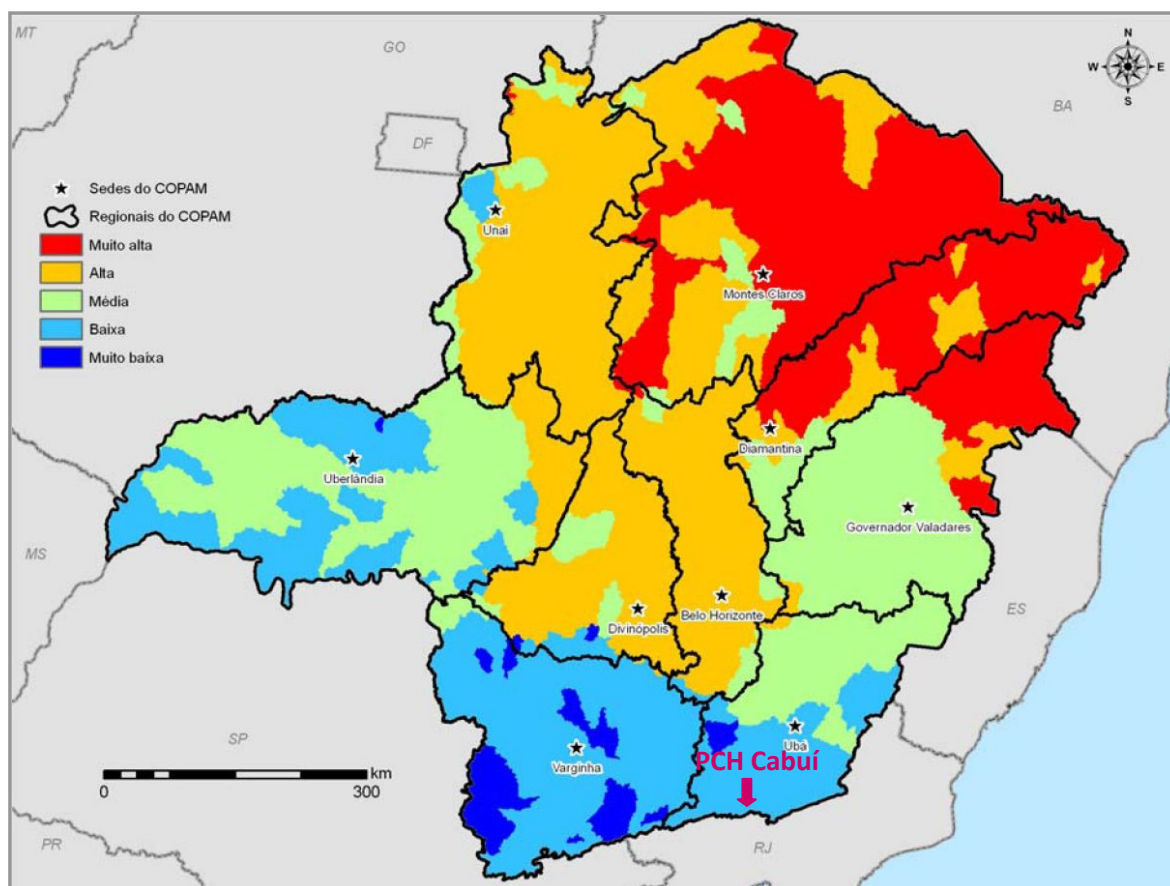 MT
GO
DF
BA
N
W
E
S
Sedes do COPAM
Regionais do COPAM
Muito alta
Alta
Média
Baixa
Muito baixa
Unaí
Montes Claros
Diamantina
Uberlândia
Governador Valadares
MS
ES
Divinópolis
Belo Horizonte
Ubá
Varginha
PCH Cabuí
SP
km
0
300
PR
RJ